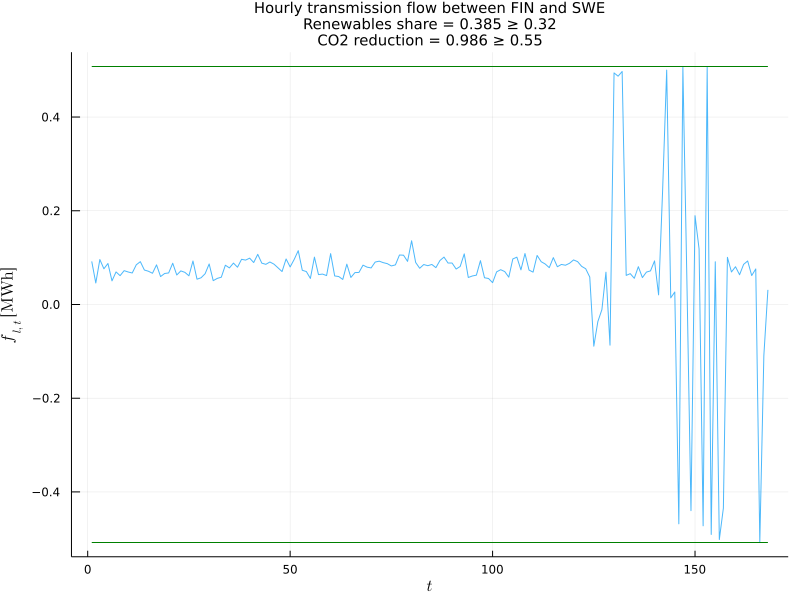 Hourly transmission flow between FIN and SWE
Renewables share = 0.385 ≥ 0.32
CO2 reduction = 0.986 ≥ 0.55
0.4
0.2
0.0
−0.2
−0.4
f l,t [MWh]
0 50 100 150
t